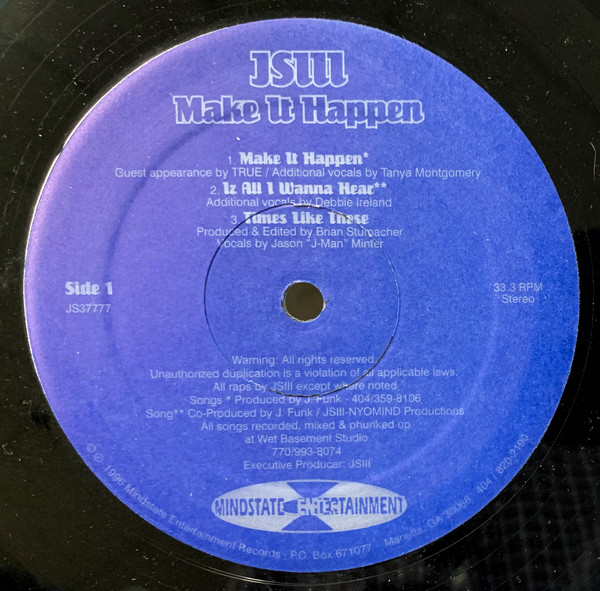 JSIII
Make It Happen
1. Make It Happen*
Guest appearance by TRUE / Additional vocals by Tanya Montgomery
2. Iz All I Wanna Hear**
Additional vocals by Debbie Ireland
3. Times Like These
Produced & Edited by Brian Stumacher
Vocals by Jason "J-Man" Minter
Side 1
JS37777
33.3 RPM
Stereo
Warning: All rights reserved.
Unauthorized duplication is a violation of all applicable laws.
All raps by JSIII except where noted
Songs * Produced by J. Funk - 404/359-8106
Song** Co-Produced by J. Funk / JSIII-NYOMIND Productions
All songs recorded, mixed & phunked up
at Wet Basement Studio
770/993-8074
Executive Producer: JSIII
MINDSTATE ENTERTAINMENT
© ℗ 1996 Mindstate Entertainment Records - P.O. Box 671077 Marietta, GA 404 / 820-2100